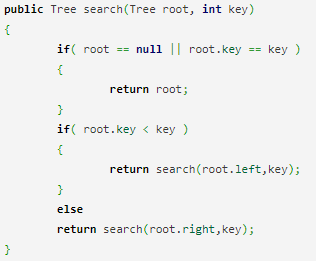 public Tree search(Tree root, int key)
{
if( root == null || root.key == key )
{
return root;
}
if( root.key < key )
{
return search(root.left,key);
}
else
return search(root.right,key);
}